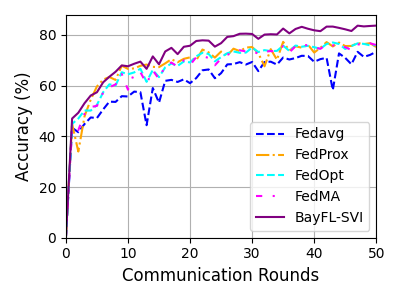 80
60
40
20
0
Accuracy (%)
Fedavg
FedProx
FedOpt
FedMA
BayFL-SVI
0 10 20 30 40 50
Communication Rounds